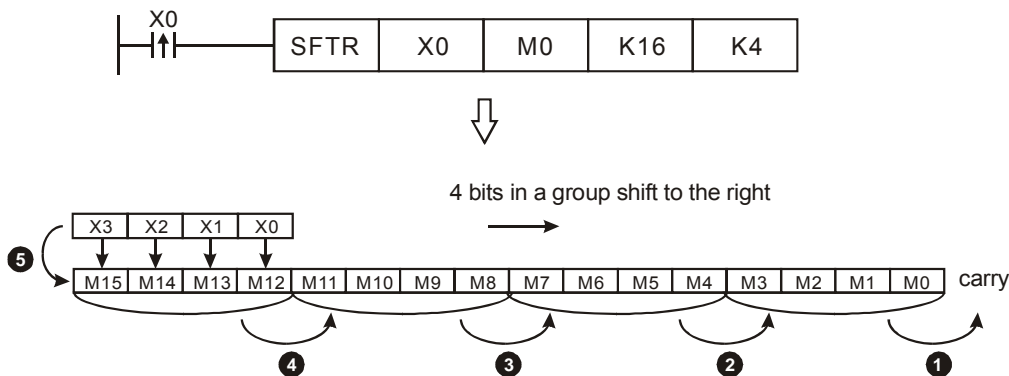 X0
SFTR X0 M0 K16 K4
4 bits in a group shift to the right
X3 X2 X1 X0
5
M15 M14 M13 M12 M11 M10 M9 M8 M7 M6 M5 M4 M3 M2 M1 M0 carry
4 3 2 1